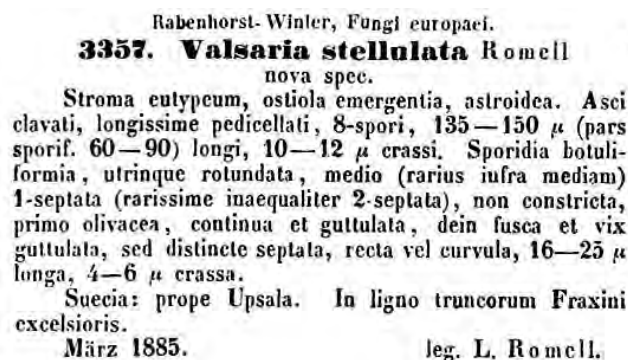 Rabenhorst-Winter, Fungi europaei.
3357. Valsaria stellulata Romell
nova spec.
Stroma eutypeum, ostiola emergentia, astroidea. Asci
clavati, longissime pedicellati, 8-spori, 135—150 µ (pars
sporif. 60—90) longi, 10—12 µ crassi. Sporidia botuli-
formia, utrinque rotundata, medio (rarius infra mediam)
1-septata (rarissime inaequaliter 2-septata), non constricta,
primo olivacea, continua et guttulata, dein fusca et vix
guttulata, sed distincte septata, recta vel curvula, 16—25 µ
longa, 4—6 µ crassa.
Suecia: prope Upsala. In ligno truncorum Fraxini
excelsioris.
März 1885. leg. L. Romell.